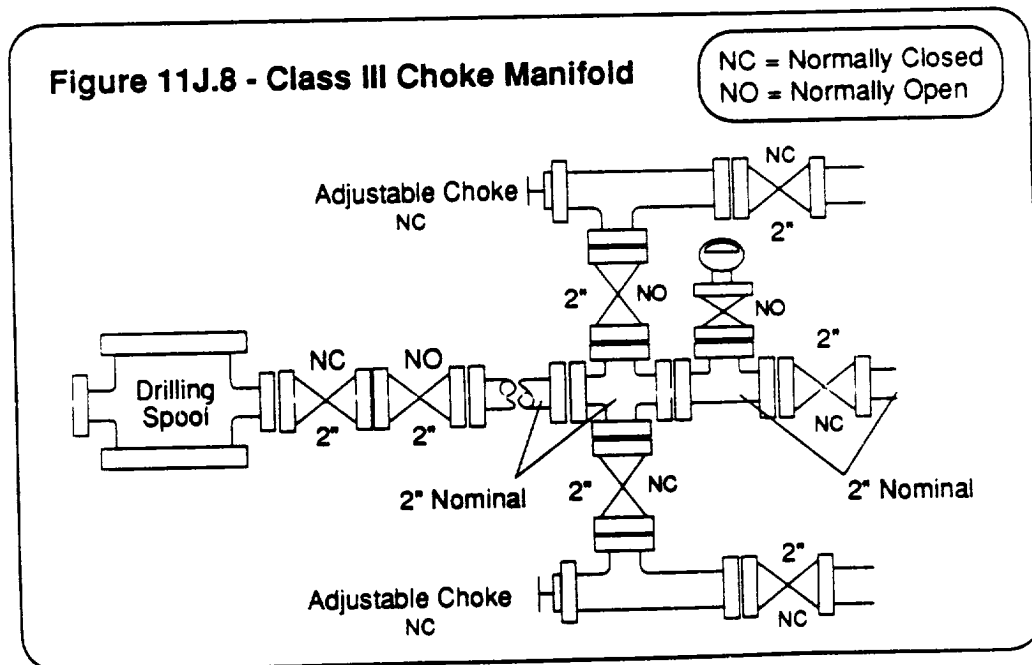 Figure 11J.8 - Class III Choke Manifold
NC = Normally Closed
NO = Normally Open
Adjustable Choke
NC
NC
2"
2"
NO
NO
2"
NC
NC
NO
2"
2"
Drilling
Spool
2" Nominal
2"
NC
2" Nominal
2"
NC
Adjustable Choke
NC